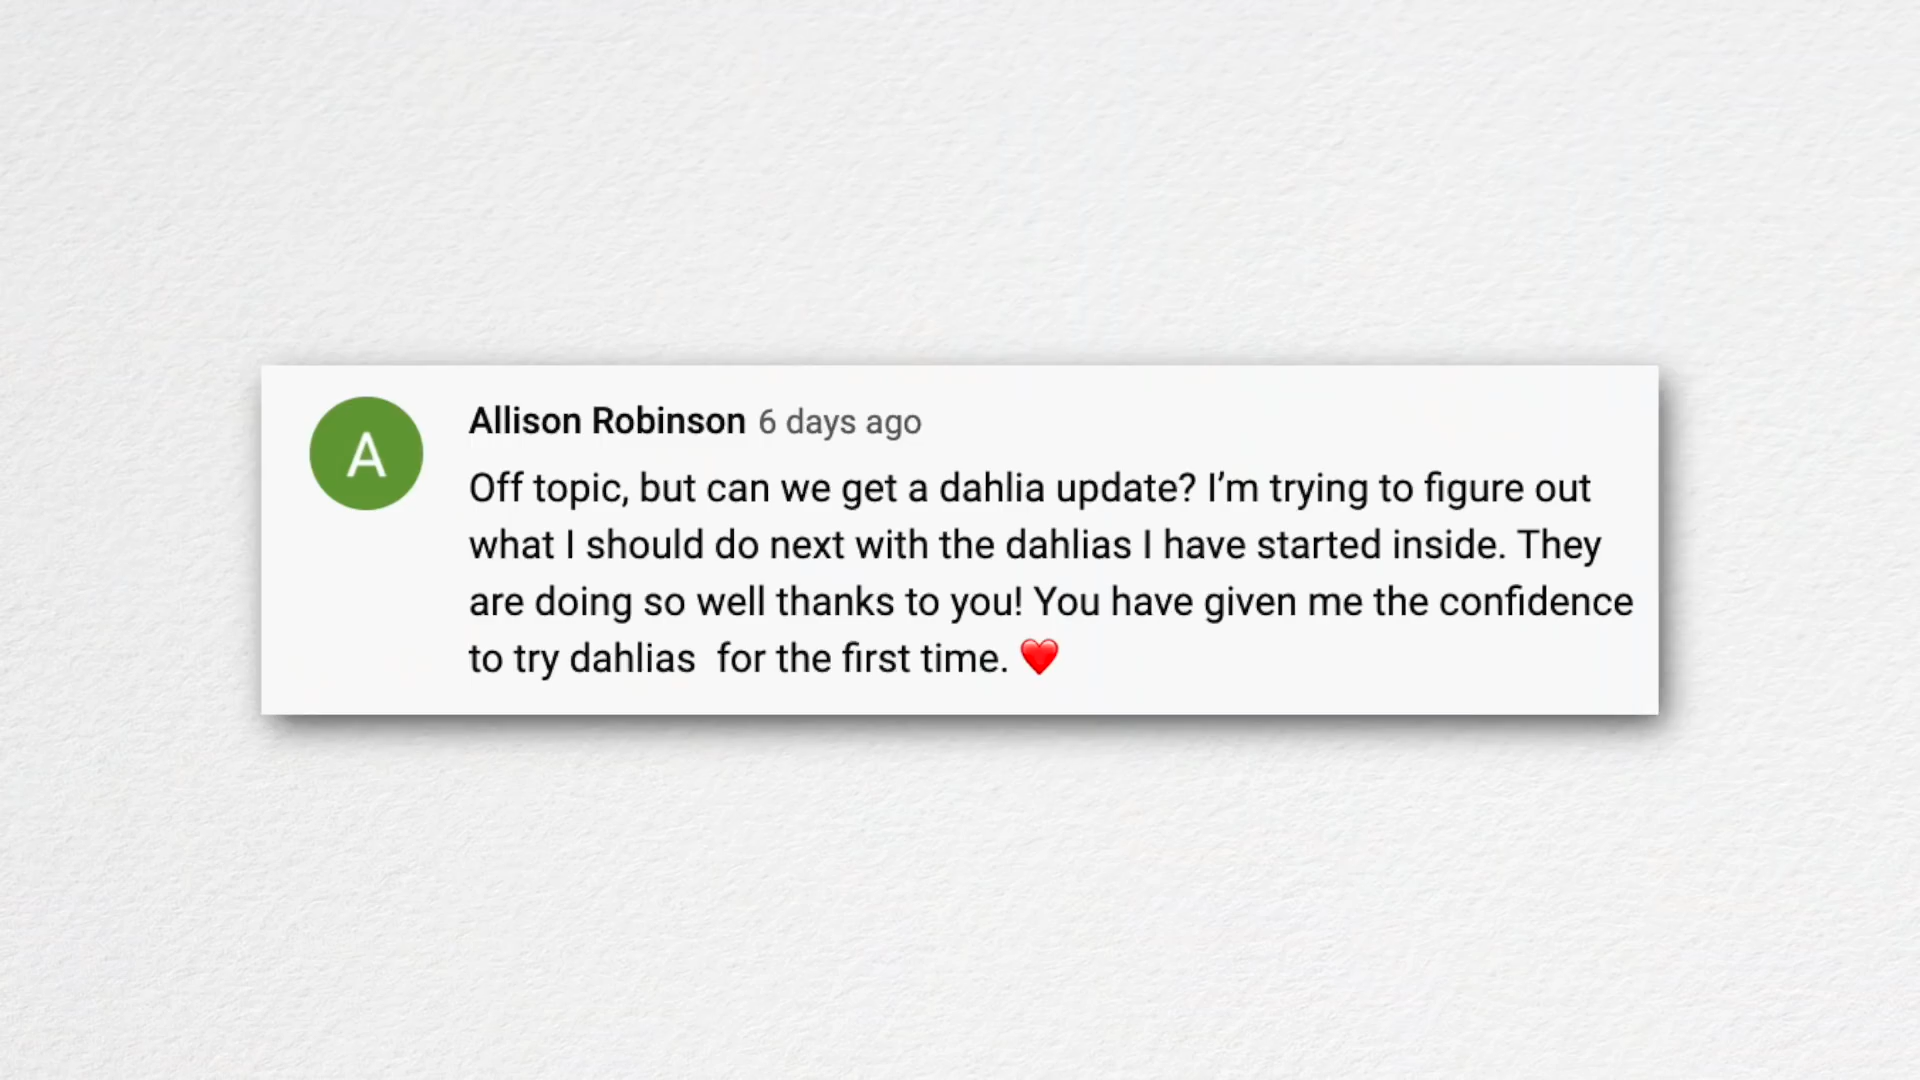 A
Allison Robinson 6 days ago
Off topic, but can we get a dahlia update? I’m trying to figure out
what I should do next with the dahlias I have started inside. They
are doing so well thanks to you! You have given me the confidence
to try dahlias  for the first time. ❤️